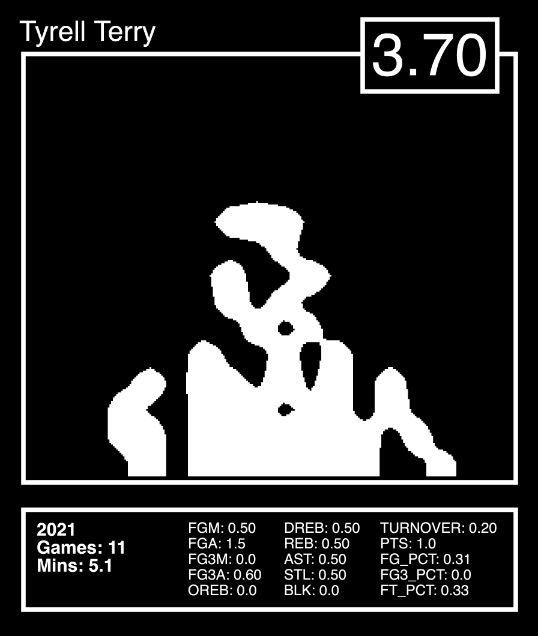 Tyrell Terry
3.70
2021
Games: 11
Mins: 5.1
FGM: 0.50
FGA: 1.5
FG3M: 0.0
FG3A: 0.60
OREB: 0.0
DREB: 0.50
REB: 0.50
AST: 0.50
STL: 0.50
BLK: 0.0
TURNOVER: 0.20
PTS: 1.0
FG_PCT: 0.31
FG3_PCT: 0.0
FT_PCT: 0.33